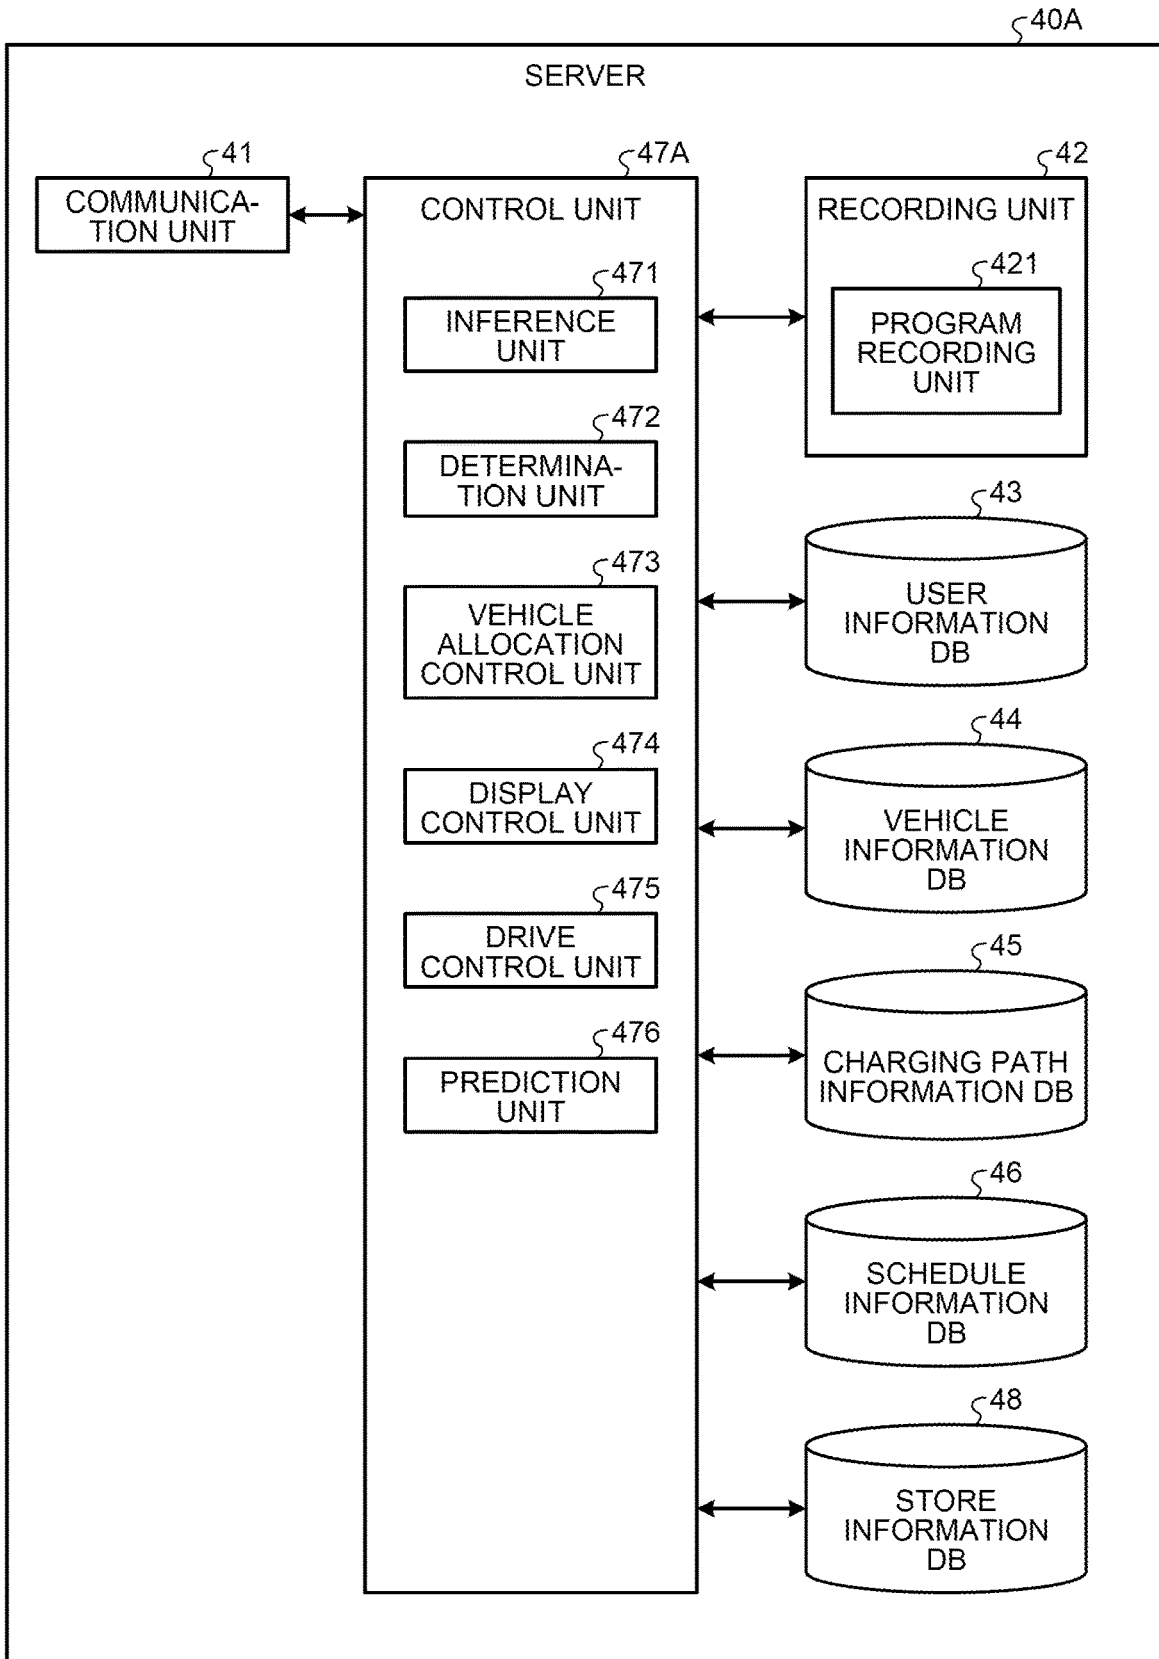 40A
SERVER
41
COMMUNICA-
TION UNIT
47A
CONTROL UNIT
471
INFERENCE
UNIT
472
DETERMINA-
TION UNIT
473
VEHICLE
ALLOCATION
CONTROL UNIT
474
DISPLAY
CONTROL UNIT
475
DRIVE
CONTROL UNIT
476
PREDICTION
UNIT
42
RECORDING UNIT
421
PROGRAM
RECORDING
UNIT
43
USER
INFORMATION
DB
44
VEHICLE
INFORMATION
DB
45
CHARGING PATH
INFORMATION DB
46
SCHEDULE
INFORMATION
DB
48
STORE
INFORMATION
DB